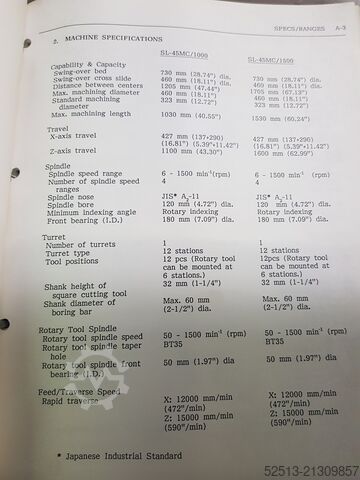 SPECS/RANGES A-3
2. MACHINE SPECIFICATIONS
SL-45MC/1000 SL-45MC/1500
Capability & Capacity
Swing-over bed 730 mm (28.74") dia. 730 mm (28.74") dia.
Swing-over cross slide 460 mm (18.11") dia. 460 mm (18.11") dia.
Distance between centers 1205 mm (47.44") 1705 mm (67.13")
Max. machining diameter 460 mm (18.11") 460 mm (18.11")
Standard machining 323 mm (12.72") 323 mm (12.72")
diameter
Max. machining length 1030 mm (40.55") 1530 mm (60.24")
Travel
X-axis travel 427 mm (137+290) 427 mm (137+290)
(16.81") (5.39"+11.42") (16.81") (5.39"+11.42")
Z-axis travel 1100 mm (43.30") 1600 mm (62.99")
Spindle
Spindle speed range 6 - 1500 min⁻¹(rpm) 6 - 1500 min⁻¹ (rpm)
Number of spindle speed 4 4
ranges
Spindle nose JIS* A₂-11 JIS* A₂-11
Spindle bore 120 mm (4.72") dia. 120 mm (4.72") dia.
Minimum indexing angle Rotary indexing Rotary indexing
Front bearing (I.D.) 180 mm (7.09") dia. 180 mm (7.09") dia.
Turret
Number of turrets 1 1
Turret type 12 stations 12 stations
Tool positions 12 pcs (Rotary tool 12pcs (Rotary tool
can be mounted at can be mounted at
6 stations.) 6 stations.)
Shank height of 32 mm (1-1/4") 32 mm (1-1/4")
square cutting tool
Shank diameter of Max. 60 mm Max. 60 mm
boring bar (2-1/2") dia. (2-1/2") dia.
Rotary Tool Spindle
Rotary tool spindle speed 50 - 1500 min⁻¹ (rpm) 50 - 1500 min⁻¹ (rpm)
Rotary tool spindle taper BT35 BT35
hole
Rotary tool spindle front 50 mm (1.97") dia 50 mm (1.97") dia.
bearing (I.D.)
Feed/Traverse Speed
Rapid traverse X: 12000 mm/min X: 12000 mm/min
(472"/min) (472"/min)
Z: 15000 mm/min Z: 15000 mm/min
(590"/min) (590"/min)
* Japanese Industrial Standard
52513-21309857